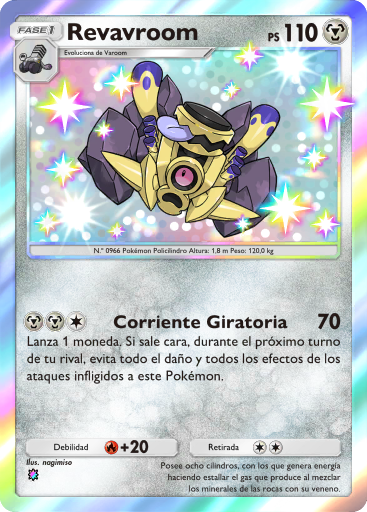 FASE 1
Revavroom
PS 110
Evoluciona de Varoom
N.º 0966 Pokémon Policilindro Altura: 1,8 m Peso: 120,0 kg
Corriente Giratoria 70
Lanza 1 moneda. Si sale cara, durante el próximo turno
de tu rival, evita todo el daño y todos los efectos de los
ataques infligidos a este Pokémon.
Debilidad +20 Retirada
Ilus. nagimiso
Posee ocho cilindros, con los que genera energía
haciendo estallar el gas que produce al mezclar
los minerales de las rocas con su veneno.